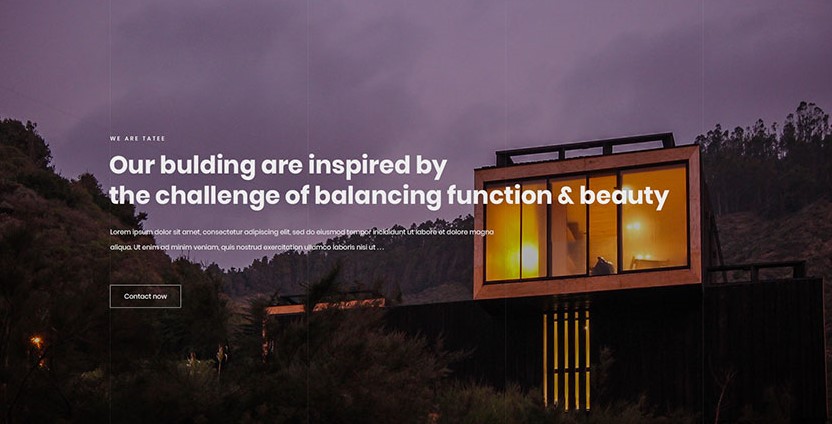 WE ARE TATEE
Our bulding are inspired by
the challenge of balancing function & beauty
Lorem ipsum dolor sit amet, consectetur adipiscing elit, sed do eiusmod tempor incididunt ut labore et dolore magna
aliqua. Ut enim ad minim veniam, quis nostrud exercitation ullamco laboris nisi ut ...
Contact now